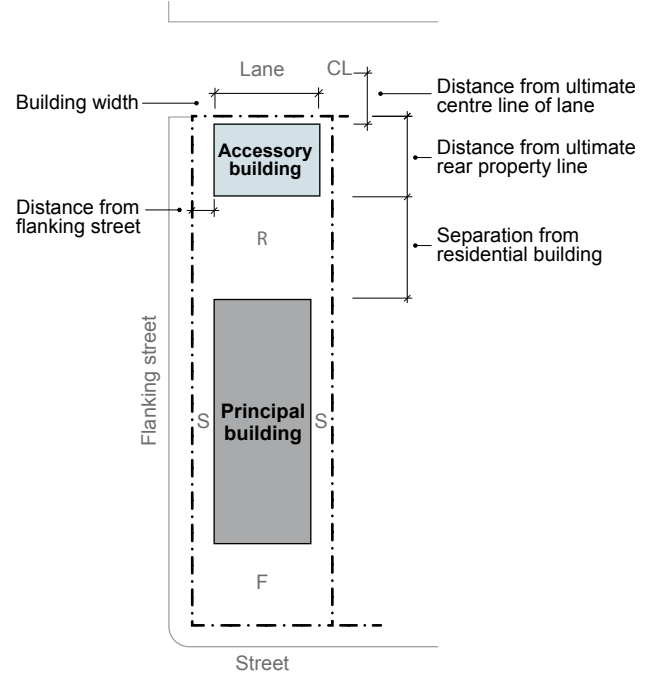 Lane
CL
Building width
Distance from ultimate
centre line of lane
Accessory
building
Distance from ultimate
rear property line
Distance from
flanking street
R
Separation from
residential building
Flanking street
S
Principal
building
S
F
Street